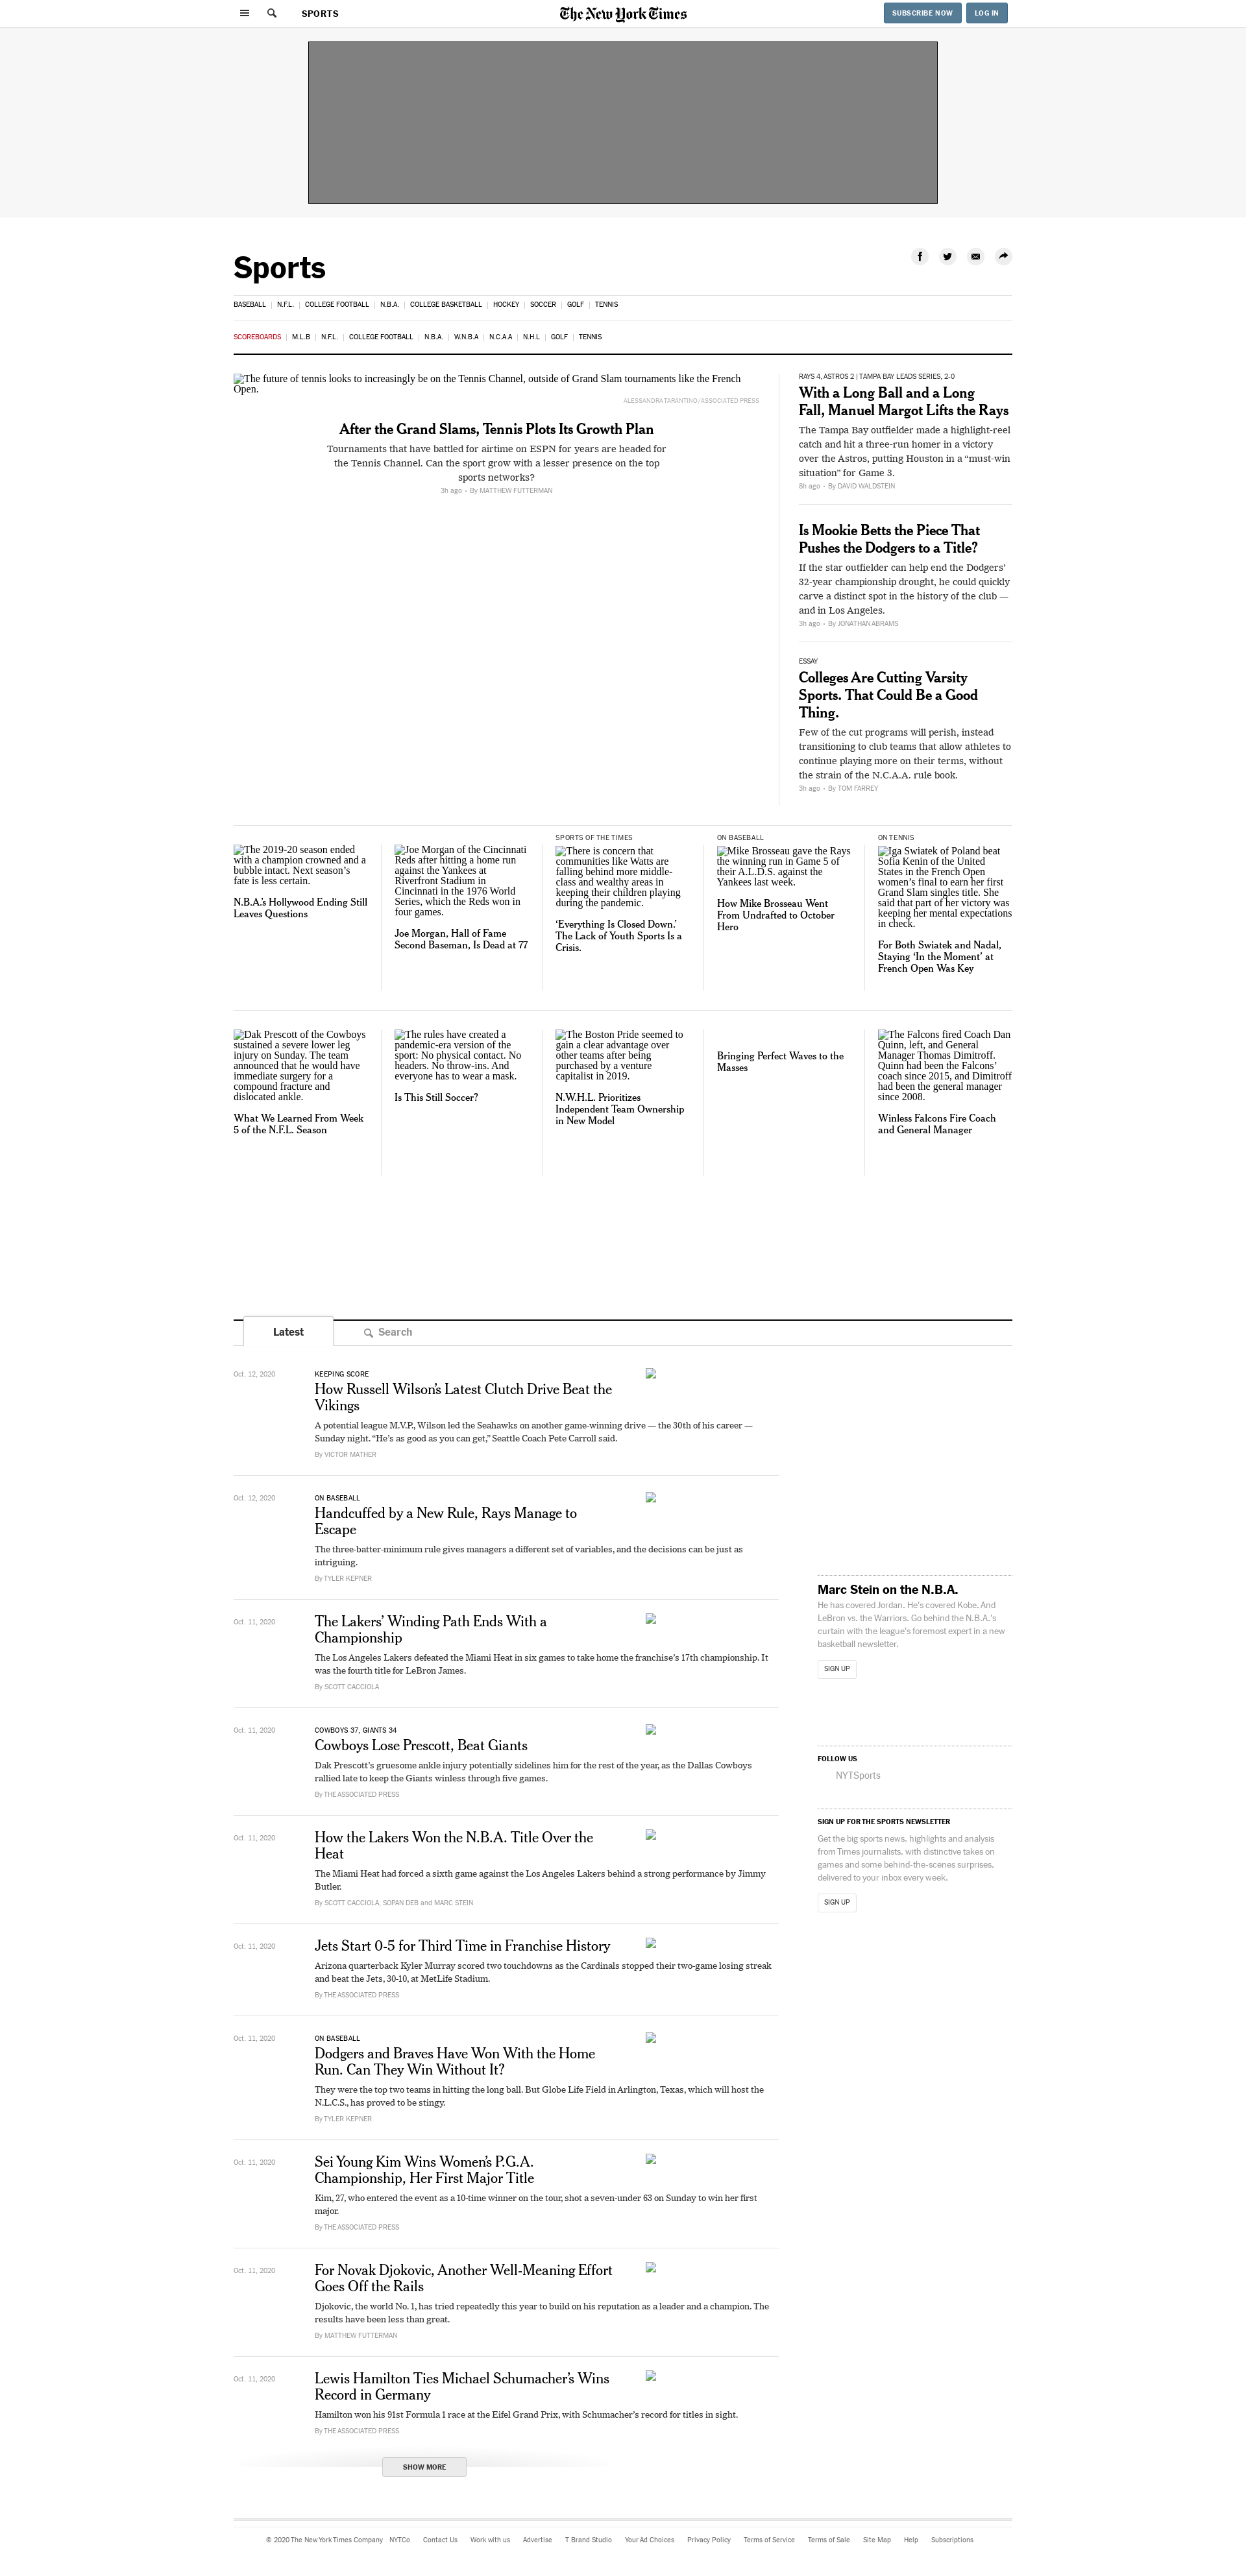 SPORTS
The New York Times
SUBSCRIBE NOW
LOG IN
Sports
BASEBALL | N.F.L. | COLLEGE FOOTBALL | N.B.A. | COLLEGE BASKETBALL | HOCKEY | SOCCER | GOLF | TENNIS
SCOREBOARDS | M.L.B | N.F.L. | COLLEGE FOOTBALL | N.B.A. | W.N.B.A | N.C.A.A | N.H.L | GOLF | TENNIS
The future of tennis looks to increasingly be on the Tennis Channel, outside of Grand Slam tournaments like the French
Open.
ALESSANDRA TARANTINO/ASSOCIATED PRESS
After the Grand Slams, Tennis Plots Its Growth Plan
Tournaments that have battled for airtime on ESPN for years are headed for
the Tennis Channel. Can the sport grow with a lesser presence on the top
sports networks?
3h ago • By MATTHEW FUTTERMAN
RAYS 4, ASTROS 2 | TAMPA BAY LEADS SERIES, 2-0
With a Long Ball and a Long
Fall, Manuel Margot Lifts the Rays
The Tampa Bay outfielder made a highlight-reel
catch and hit a three-run homer in a victory
over the Astros, putting Houston in a “must-win
situation” for Game 3.
8h ago • By DAVID WALDSTEIN
Is Mookie Betts the Piece That
Pushes the Dodgers to a Title?
If the star outfielder can help end the Dodgers’
32-year championship drought, he could quickly
carve a distinct spot in the history of the club —
and in Los Angeles.
3h ago • By JONATHAN ABRAMS
ESSAY
Colleges Are Cutting Varsity
Sports. That Could Be a Good
Thing.
Few of the cut programs will perish, instead
transitioning to club teams that allow athletes to
continue playing more on their terms, without
the strain of the N.C.A.A. rule book.
3h ago • By TOM FARREY
The 2019-20 season ended
with a champion crowned and a
bubble intact. Next season’s
fate is less certain.
N.B.A.’s Hollywood Ending Still
Leaves Questions
Joe Morgan of the Cincinnati
Reds after hitting a home run
against the Yankees at
Riverfront Stadium in
Cincinnati in the 1976 World
Series, which the Reds won in
four games.
Joe Morgan, Hall of Fame
Second Baseman, Is Dead at 77
SPORTS OF THE TIMES
There is concern that
communities like Watts are
falling behind more middle-
class and wealthy areas in
keeping their children playing
during the pandemic.
‘Everything Is Closed Down.’
The Lack of Youth Sports Is a
Crisis.
ON BASEBALL
Mike Brosseau gave the Rays
the winning run in Game 5 of
their A.L.D.S. against the
Yankees last week.
How Mike Brosseau Went
From Undrafted to October
Hero
ON TENNIS
Iga Swiatek of Poland beat
Sofia Kenin of the United
States in the French Open
women’s final to earn her first
Grand Slam singles title. She
said that part of her victory was
keeping her mental expectations
in check.
For Both Swiatek and Nadal,
Staying ‘In the Moment’ at
French Open Was Key
Dak Prescott of the Cowboys
sustained a severe lower leg
injury on Sunday. The team
announced that he would have
immediate surgery for a
compound fracture and
dislocated ankle.
What We Learned From Week
5 of the N.F.L. Season
The rules have created a
pandemic-era version of the
sport: No physical contact. No
headers. No throw-ins. And
everyone has to wear a mask.
Is This Still Soccer?
The Boston Pride seemed to
gain a clear advantage over
other teams after being
purchased by a venture
capitalist in 2019.
N.W.H.L. Prioritizes
Independent Team Ownership
in New Model
Bringing Perfect Waves to the
Masses
The Falcons fired Coach Dan
Quinn, left, and General
Manager Thomas Dimitroff.
Quinn had been the Falcons’
coach since 2015, and Dimitroff
had been the general manager
since 2008.
Winless Falcons Fire Coach
and General Manager
Latest
Search
Oct. 12, 2020
KEEPING SCORE
How Russell Wilson’s Latest Clutch Drive Beat the
Vikings
A potential league M.V.P., Wilson led the Seahawks on another game-winning drive — the 30th of his career —
Sunday night. “He’s as good as you can get,” Seattle Coach Pete Carroll said.
By VICTOR MATHER
Oct. 12, 2020
ON BASEBALL
Handcuffed by a New Rule, Rays Manage to
Escape
The three-batter-minimum rule gives managers a different set of variables, and the decisions can be just as
intriguing.
By TYLER KEPNER
Oct. 11, 2020
The Lakers’ Winding Path Ends With a
Championship
The Los Angeles Lakers defeated the Miami Heat in six games to take home the franchise’s 17th championship. It
was the fourth title for LeBron James.
By SCOTT CACCIOLA
Oct. 11, 2020
COWBOYS 37, GIANTS 34
Cowboys Lose Prescott, Beat Giants
Dak Prescott’s gruesome ankle injury potentially sidelines him for the rest of the year, as the Dallas Cowboys
rallied late to keep the Giants winless through five games.
By THE ASSOCIATED PRESS
Oct. 11, 2020
How the Lakers Won the N.B.A. Title Over the
Heat
The Miami Heat had forced a sixth game against the Los Angeles Lakers behind a strong performance by Jimmy
Butler.
By SCOTT CACCIOLA, SOPAN DEB and MARC STEIN
Oct. 11, 2020
Jets Start 0-5 for Third Time in Franchise History
Arizona quarterback Kyler Murray scored two touchdowns as the Cardinals stopped their two-game losing streak
and beat the Jets, 30-10, at MetLife Stadium.
By THE ASSOCIATED PRESS
Oct. 11, 2020
ON BASEBALL
Dodgers and Braves Have Won With the Home
Run. Can They Win Without It?
They were the top two teams in hitting the long ball. But Globe Life Field in Arlington, Texas, which will host the
N.L.C.S., has proved to be stingy.
By TYLER KEPNER
Oct. 11, 2020
Sei Young Kim Wins Women’s P.G.A.
Championship, Her First Major Title
Kim, 27, who entered the event as a 10-time winner on the tour, shot a seven-under 63 on Sunday to win her first
major.
By THE ASSOCIATED PRESS
Oct. 11, 2020
For Novak Djokovic, Another Well-Meaning Effort
Goes Off the Rails
Djokovic, the world No. 1, has tried repeatedly this year to build on his reputation as a leader and a champion. The
results have been less than great.
By MATTHEW FUTTERMAN
Oct. 11, 2020
Lewis Hamilton Ties Michael Schumacher’s Wins
Record in Germany
Hamilton won his 91st Formula 1 race at the Eifel Grand Prix, with Schumacher’s record for titles in sight.
By THE ASSOCIATED PRESS
SHOW MORE
Marc Stein on the N.B.A.
He has covered Jordan. He’s covered Kobe. And
LeBron vs. the Warriors. Go behind the N.B.A.’s
curtain with the league’s foremost expert in a new
basketball newsletter.
SIGN UP
FOLLOW US
NYTSports
SIGN UP FOR THE SPORTS NEWSLETTER
Get the big sports news, highlights and analysis
from Times journalists, with distinctive takes on
games and some behind-the-scenes surprises,
delivered to your inbox every week.
SIGN UP
© 2020 The New York Times Company NYTCo Contact Us Work with us Advertise T Brand Studio Your Ad Choices Privacy Policy Terms of Service Terms of Sale Site Map Help Subscriptions